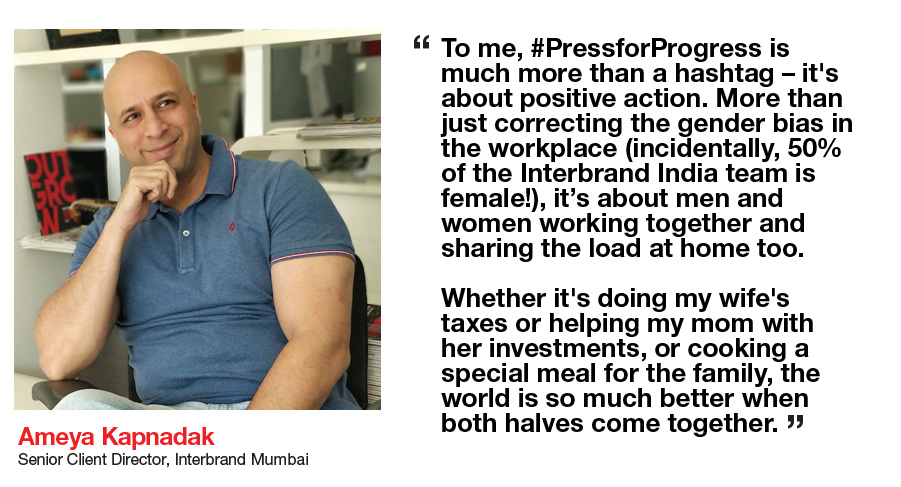 “ To me, #PressforProgress is
much more than a hashtag – it's
about positive action. More than
just correcting the gender bias in
the workplace (incidentally, 50%
of the Interbrand India team is
female!), it’s about men and
women working together and
sharing the load at home too.
Whether it's doing my wife's
taxes or helping my mom with
her investments, or cooking a
special meal for the family, the
world is so much better when
both halves come together. ”
OUT
GRO
W
Ameya Kapnadak
Senior Client Director, Interbrand Mumbai